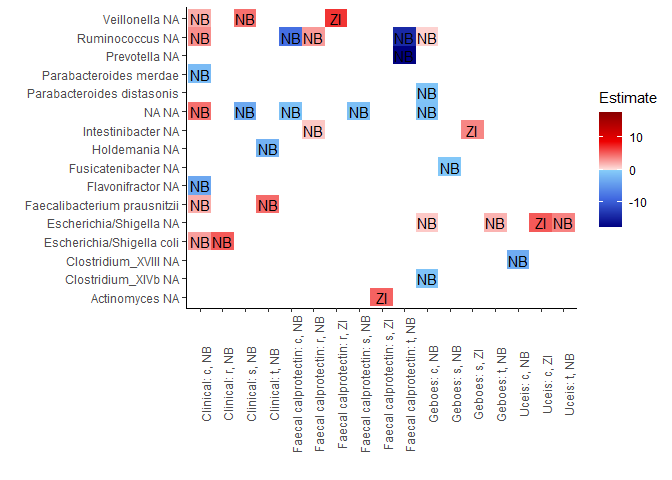 Veillonella NA NB NB ZI
Ruminococcus NA NB NB NB NB NB
Prevotella NA NB
Parabacteroides merdae NB
Parabacteroides distasonis NB
NA NA NB NB NB NB NB
Intestinibacter NA NB ZI
Holdemania NA NB
Fusicatenibacter NA NB
Flavonifractor NA NB
Faecalibacterium prausnitzii NB NB
Escherichia/Shigella NA NB NB ZI NB
Escherichia/Shigella coli NB NB
Clostridium_XVIII NA NB
Clostridium_XIVb NA NB
Actinomyces NA ZI
Clinical: c, NB
Clinical: r, NB
Clinical: s, NB
Clinical: t, NB
Faecal calprotectin: c, NB
Faecal calprotectin: r, NB
Faecal calprotectin: r, ZI
Faecal calprotectin: s, NB
Faecal calprotectin: s, ZI
Faecal calprotectin: t, NB
Geboes: c, NB
Geboes: s, NB
Geboes: s, ZI
Geboes: t, NB
Uceis: c, NB
Uceis: c, ZI
Uceis: t, NB
Estimate
10
0
-10